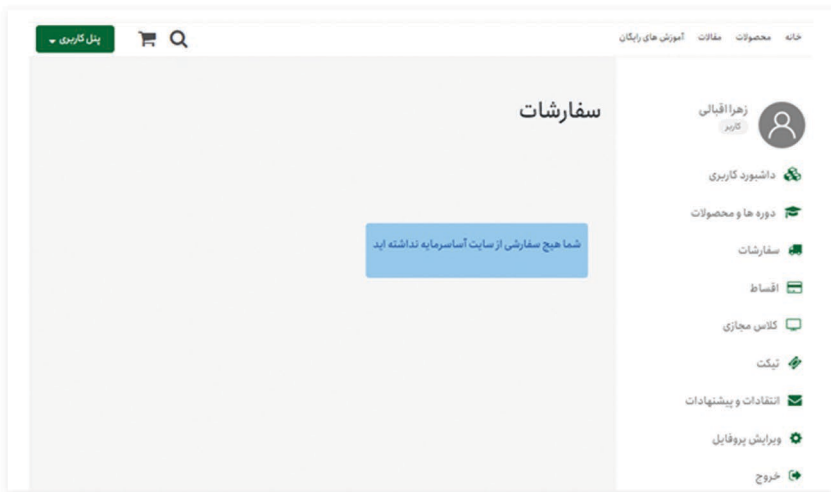 خانه محصولات مقالات آموزش های رایگان
پنل کاربری
زهرا اقبالی
کاربر
داشبورد کاربری
دوره ها و محصولات
سفارشات
اقساط
کلاس مجازی
تیکت
انتقادات و پیشنهادات
ویرایش پروفایل
خروج
سفارشات
شما هیچ سفارشی از سایت آساسرمایه نداشته اید